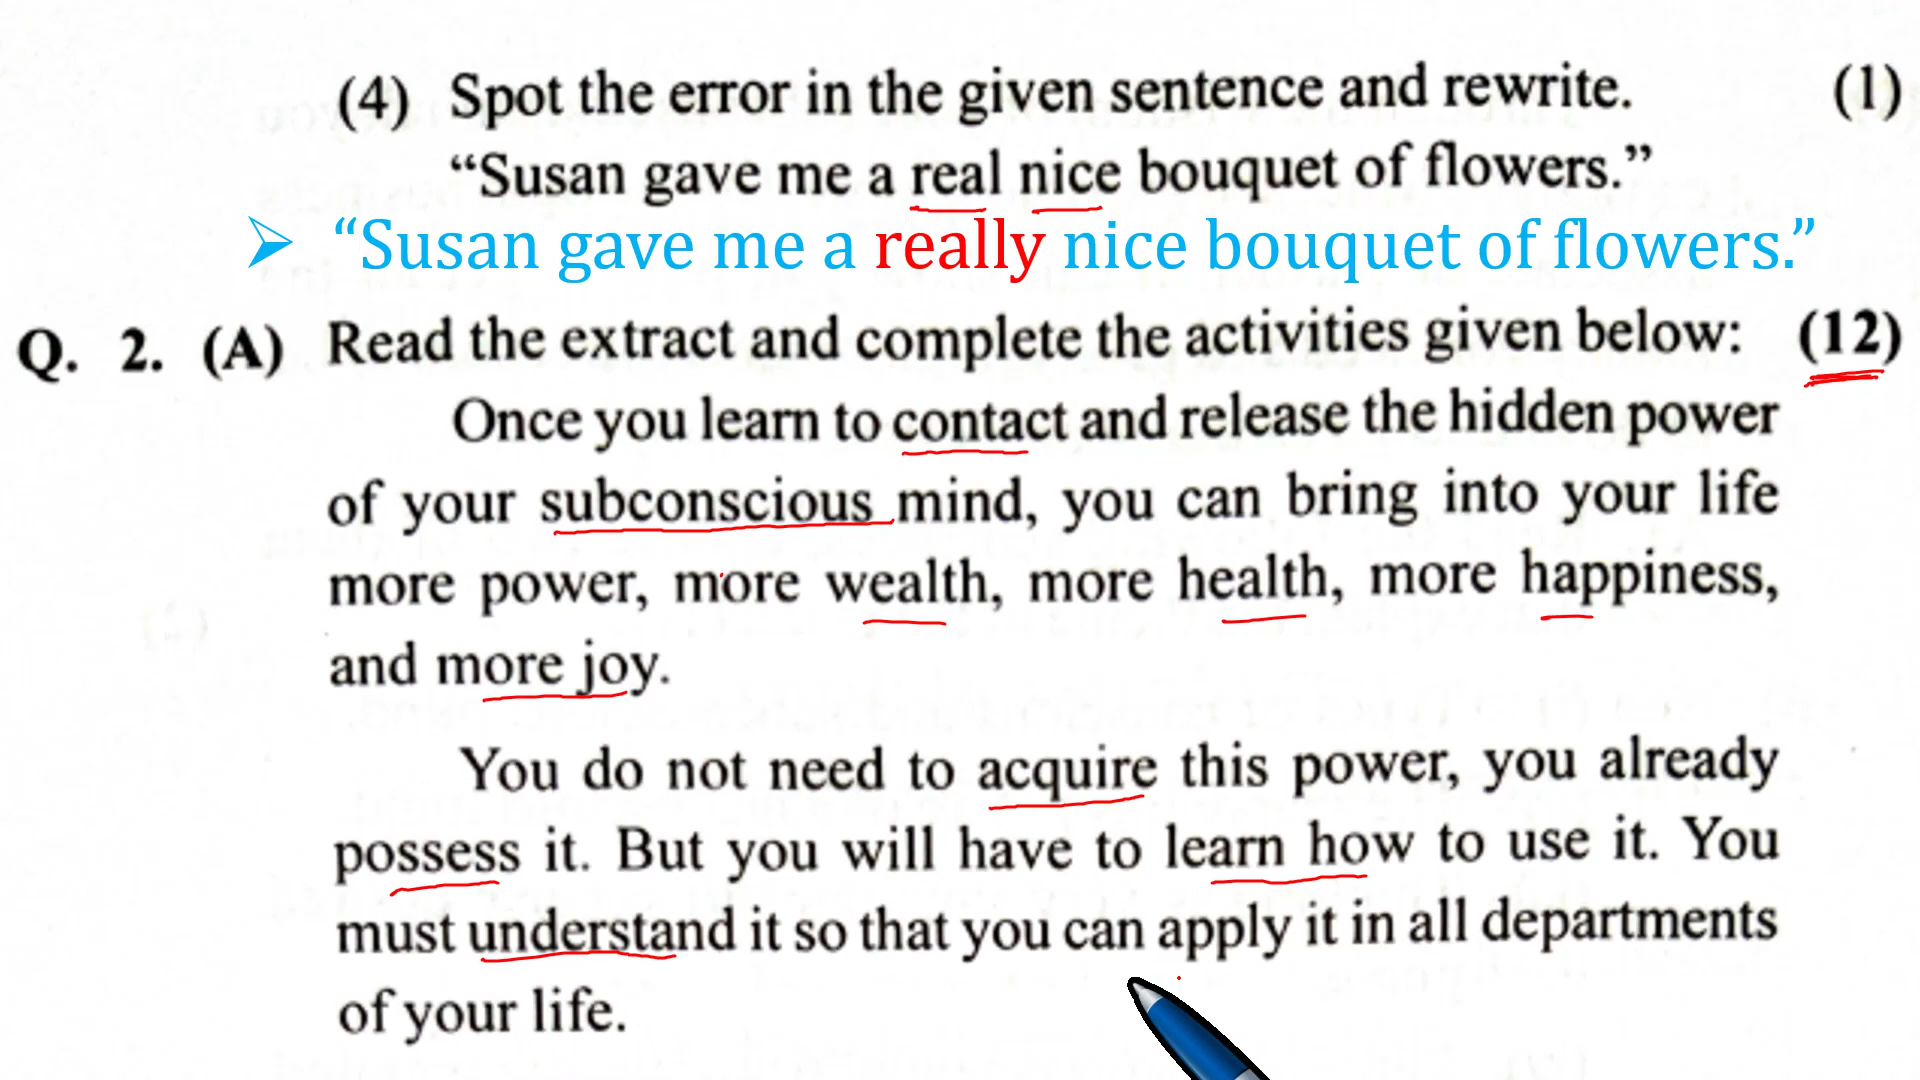 (4) Spot the error in the given sentence and rewrite. (1)
“Susan gave me a real nice bouquet of flowers.”
➢ “Susan gave me a really nice bouquet of flowers.”
Q. 2. (A) Read the extract and complete the activities given below: (12)
Once you learn to contact and release the hidden power
of your subconscious mind, you can bring into your life
more power, more wealth, more health, more happiness,
and more joy.
You do not need to acquire this power, you already
possess it. But you will have to learn how to use it. You
must understand it so that you can apply it in all departments
of your life.